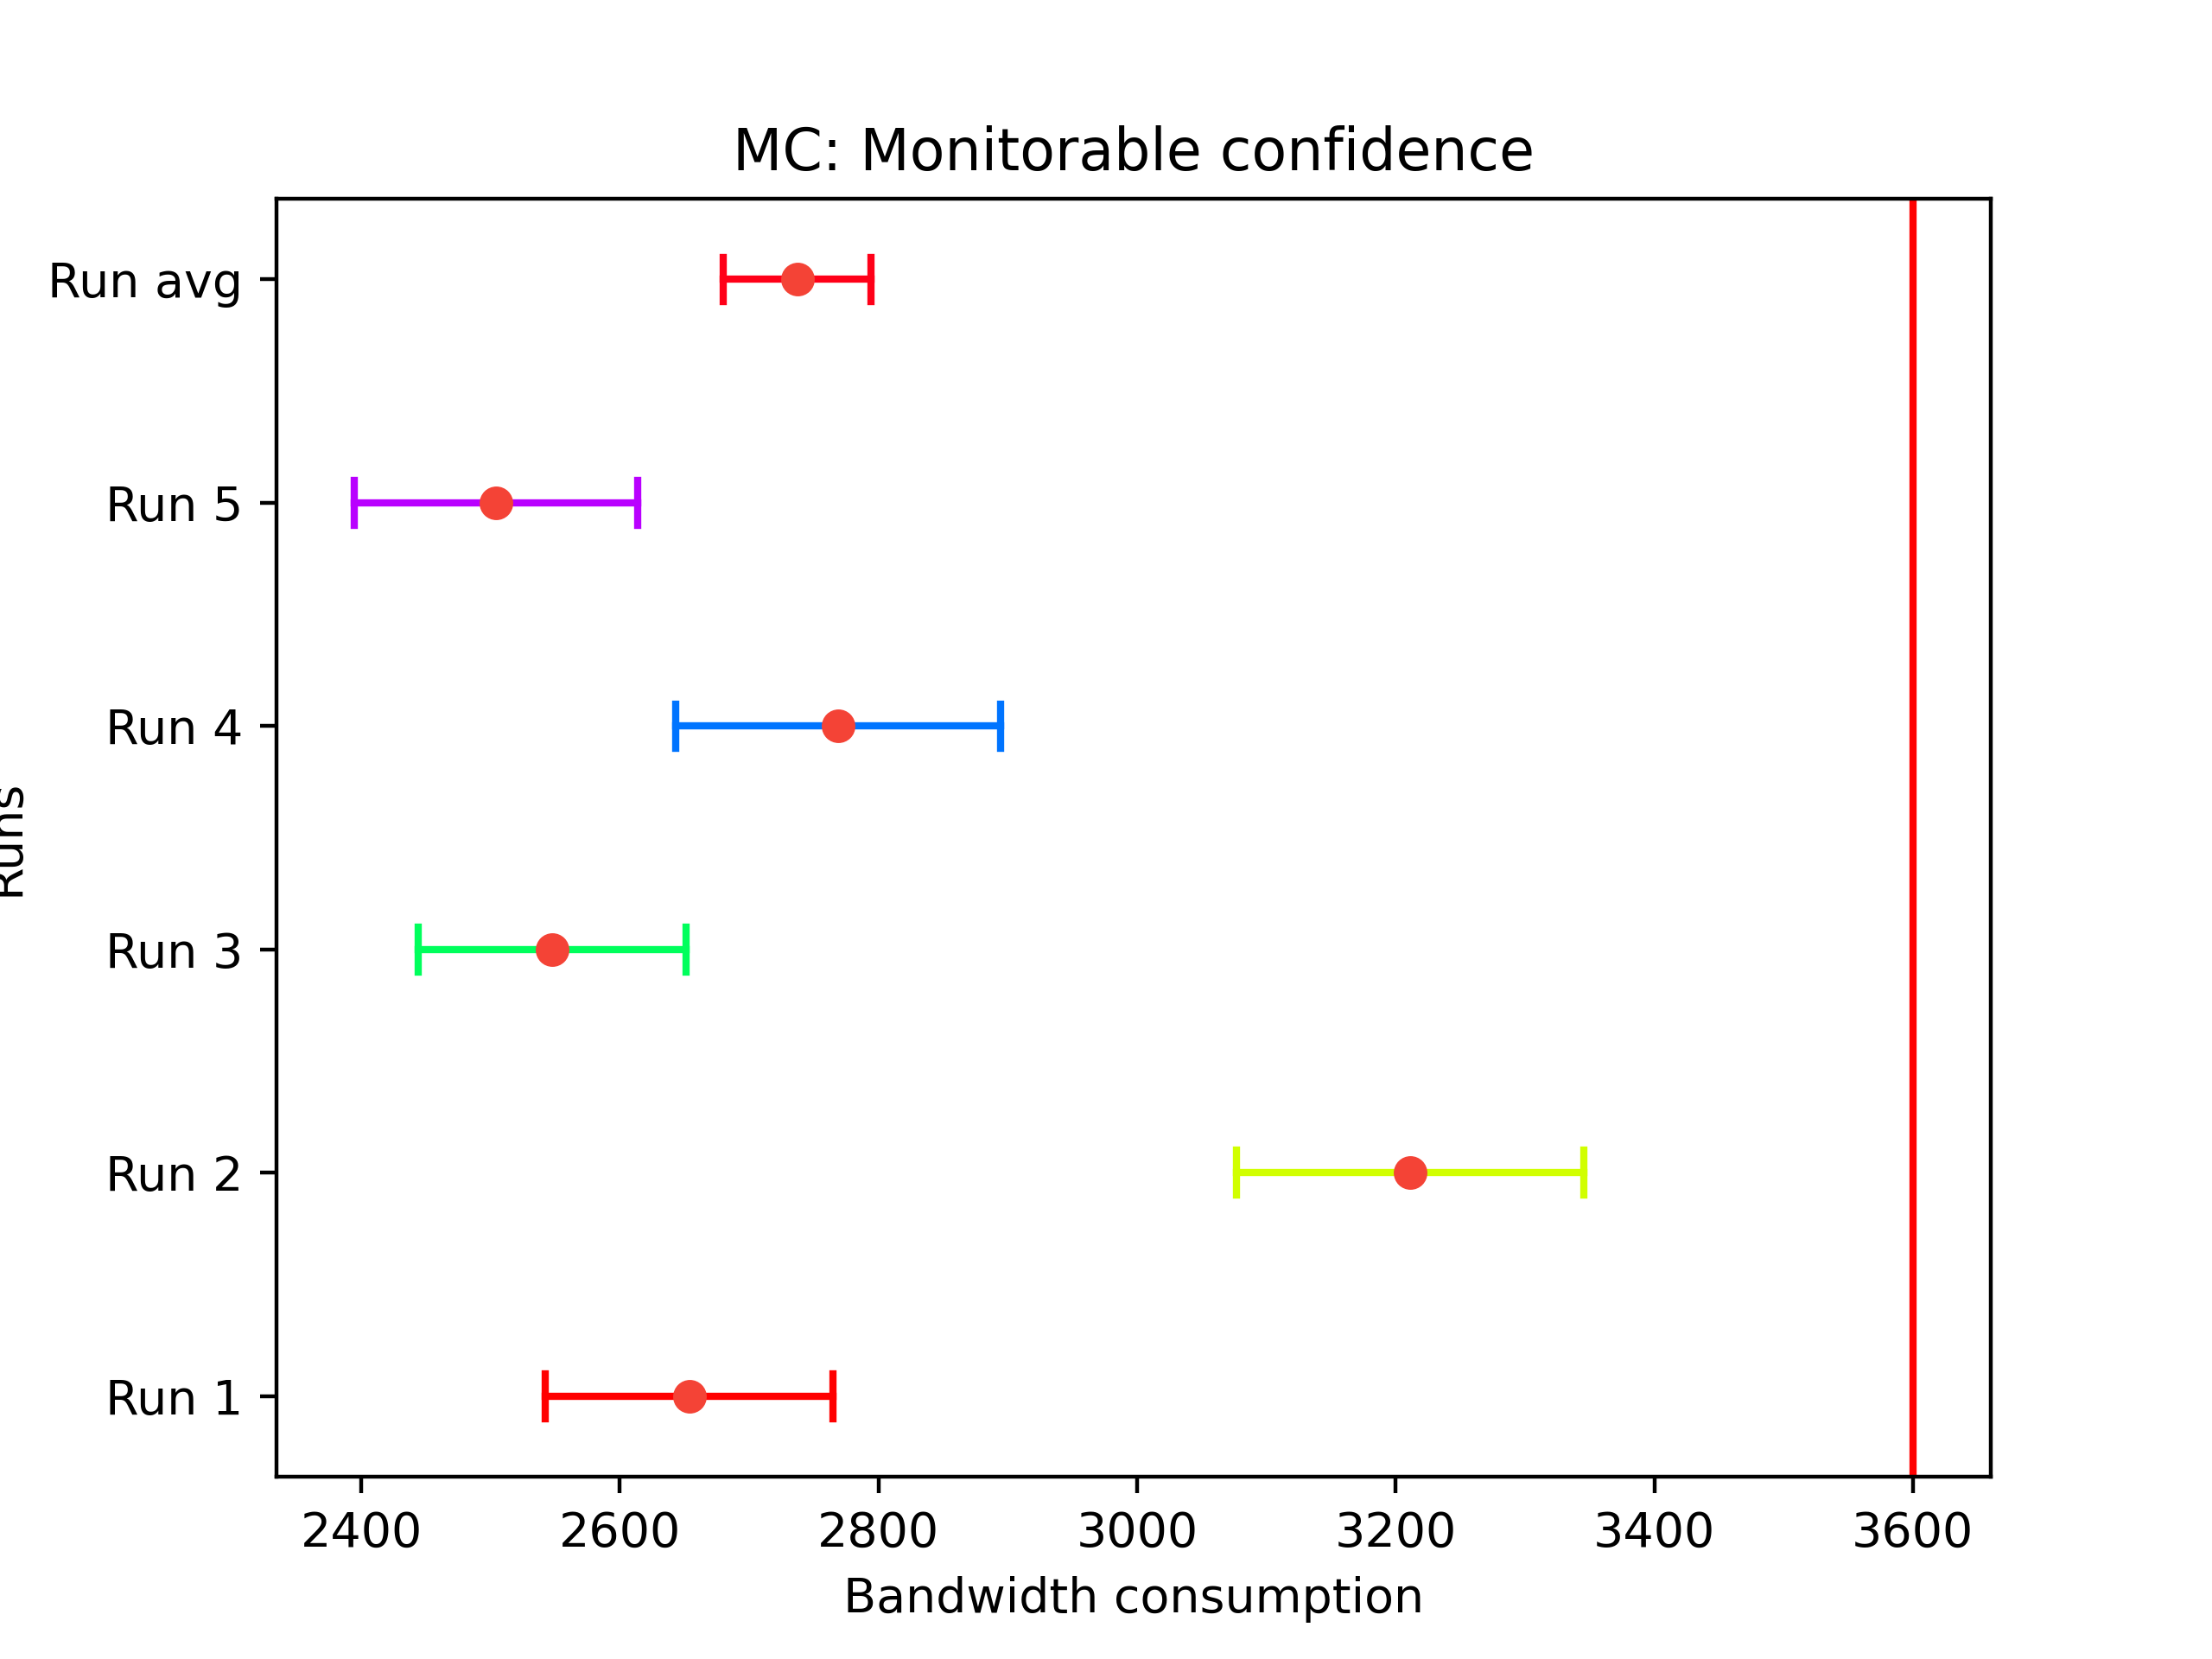 MC: Monitorable confidence
Run avg
Run 5
Run 4
Runs
Run 3
Run 2
Run 1
2400 2600 2800 3000 3200 3400 3600
Bandwidth consumption